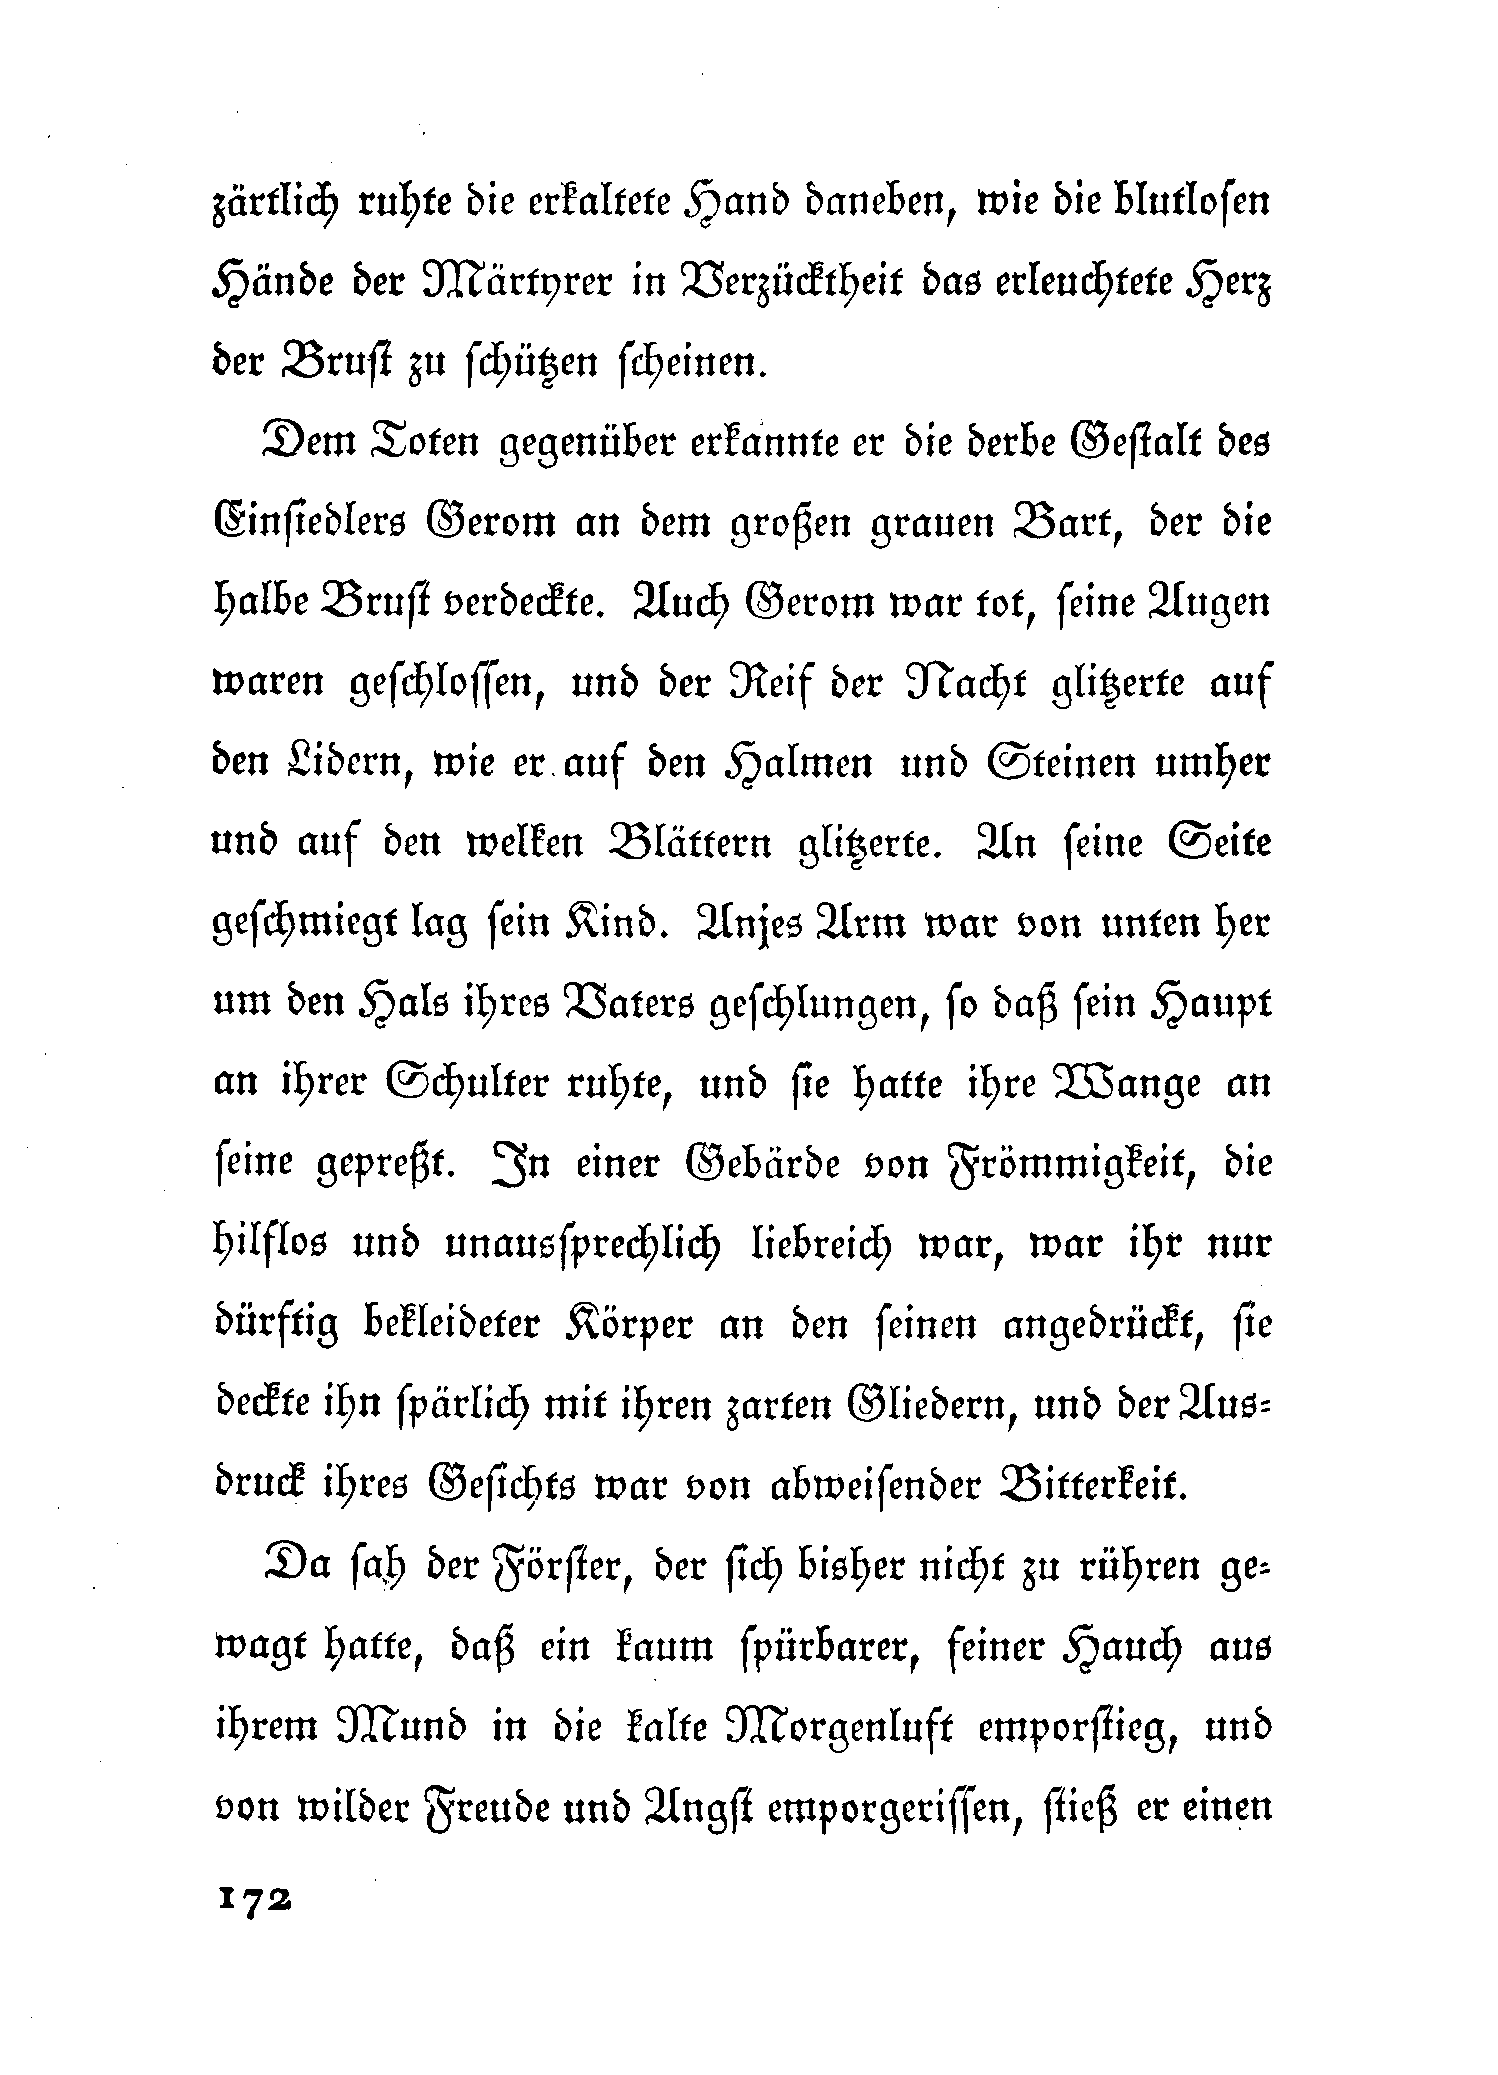 zärtlich ruhte die erkaltete Hand daneben, wie die blutlosen
Hände der Märtyrer in Verzücktheit das erleuchtete Herz
der Brust zu schützen scheinen.
Dem Toten gegenüber erkannte er die derbe Gestalt des
Einsiedlers Gerom an dem großen grauen Bart, der die
halbe Brust verdeckte. Auch Gerom war tot, seine Augen
waren geschlossen, und der Reif der Nacht glitzerte auf
den Lidern, wie er auf den Halmen und Steinen umher
und auf den welken Blättern glitzerte. An seine Seite
geschmiegt lag sein Kind. Anjes Arm war von unten her
um den Hals ihres Vaters geschlungen, so daß sein Haupt
an ihrer Schulter ruhte, und sie hatte ihre Wange an
seine gepreßt. In einer Gebärde von Frömmigkeit, die
hilflos und unaussprechlich liebreich war, war ihr nur
dürftig bekleideter Körper an den seinen angedrückt, sie
deckte ihn spärlich mit ihren zarten Gliedern, und der Aus-
druck ihres Gesichts war von abweisender Bitterkeit.
Da sah der Förster, der sich bisher nicht zu rühren ge-
wagt hatte, daß ein kaum spürbarer, feiner Hauch aus
ihrem Mund in die kalte Morgenluft emporstieg, und
von wilder Freude und Angst emporgerissen, stieß er einen
172